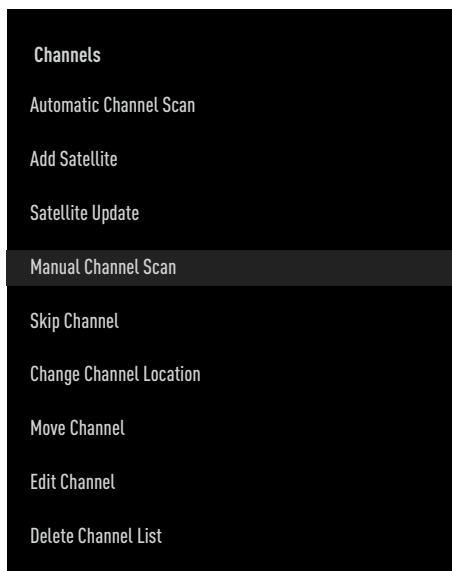 Channels
Automatic Channel Scan
Add Satellite
Satellite Update
Manual Channel Scan
Skip Channel
Change Channel Location
Move Channel
Edit Channel
Delete Channel List